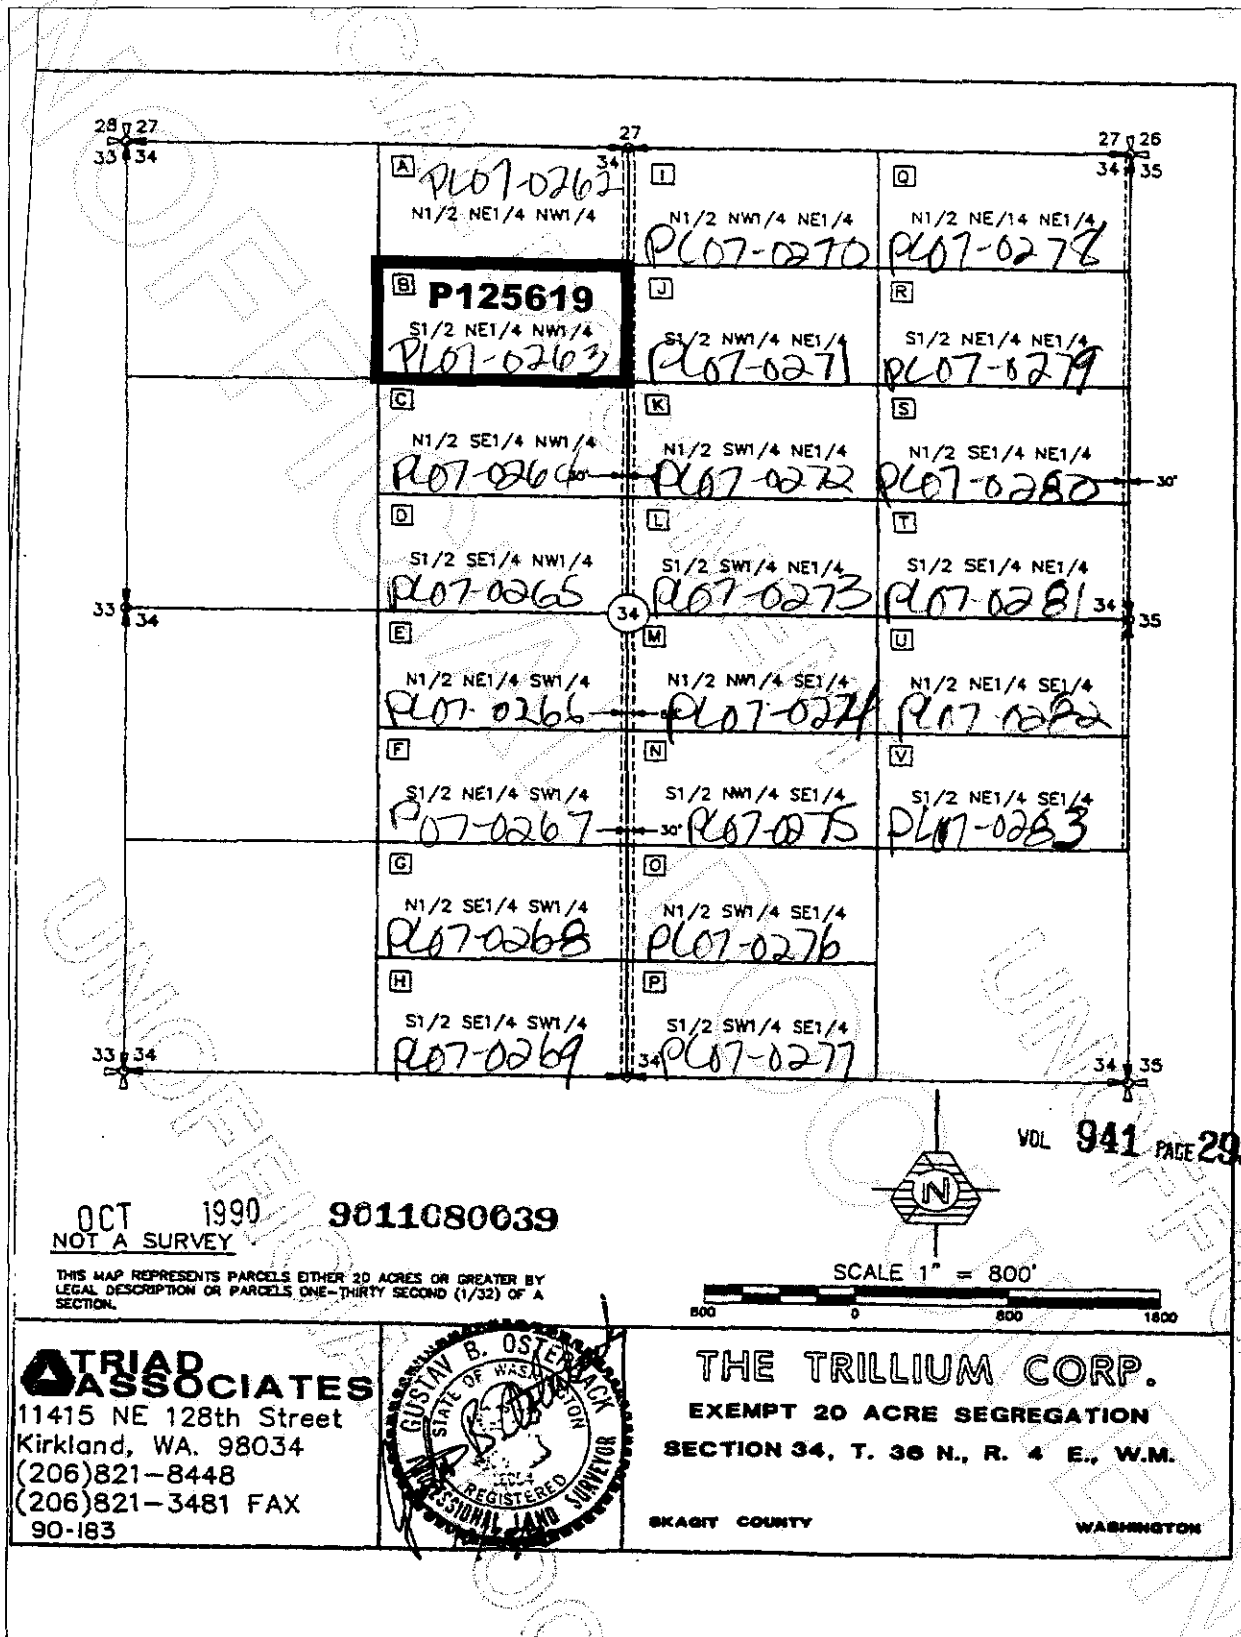 28 27
33 34
27
34
27 26
34 35
A PL07-0262
N1/2 NE1/4 NW1/4
I
N1/2 NW1/4 NE1/4
PL07-0270
Q
N1/2 NE/14 NE1/4
PL07-0278
B P125619
S1/2 NE1/4 NW1/4
PL07-0263
J
S1/2 NW1/4 NE1/4
PL07-0271
R
S1/2 NE1/4 NE1/4
PL07-0279
C
N1/2 SE1/4 NW1/4
PL07-0264
K
N1/2 SW1/4 NE1/4
PL07-0272
S
N1/2 SE1/4 NE1/4
PL07-0280
30'
D
S1/2 SE1/4 NW1/4
PL07-0265
L
S1/2 SW1/4 NE1/4
PL07-0273
T
S1/2 SE1/4 NE1/4
PL07-0281
33 34
34
34 35
E
N1/2 NE1/4 SW1/4
PL07-0266
M
N1/2 NW1/4 SE1/4
PL07-0274
U
N1/2 NE1/4 SE1/4
PL07-0282
F
S1/2 NE1/4 SW1/4
P07-0267
30'
N
S1/2 NW1/4 SE1/4
PL07-0275
V
S1/2 NE1/4 SE1/4
PL07-0283
G
N1/2 SE1/4 SW1/4
PL07-0268
O
N1/2 SW1/4 SE1/4
PL07-0276
H
S1/2 SE1/4 SW1/4
PL07-0269
P
S1/2 SW1/4 SE1/4
PL07-0277
33 34
34
34 35
VOL 941 PAGE 29
N
OCT 1990 9011080039
NOT A SURVEY
THIS MAP REPRESENTS PARCELS EITHER 20 ACRES OR GREATER BY
LEGAL DESCRIPTION OR PARCELS ONE-THIRTY SECOND (1/32) OF A
SECTION.
SCALE 1" = 800'
800 0 800 1600
TRIAD
ASSOCIATES
11415 NE 128th Street
Kirkland, WA. 98034
(206)821-8448
(206)821-3481 FAX
90-183
GUSTAV B. OSTERBACK
STATE OF WASHINGTON
REGISTERED
PROFESSIONAL LAND SURVEYOR
THE TRILLIUM CORP.
EXEMPT 20 ACRE SEGREGATION
SECTION 34, T. 36 N., R. 4 E., W.M.
SKAGIT COUNTY WASHINGTON
UNOFFICIAL DOCUMENT